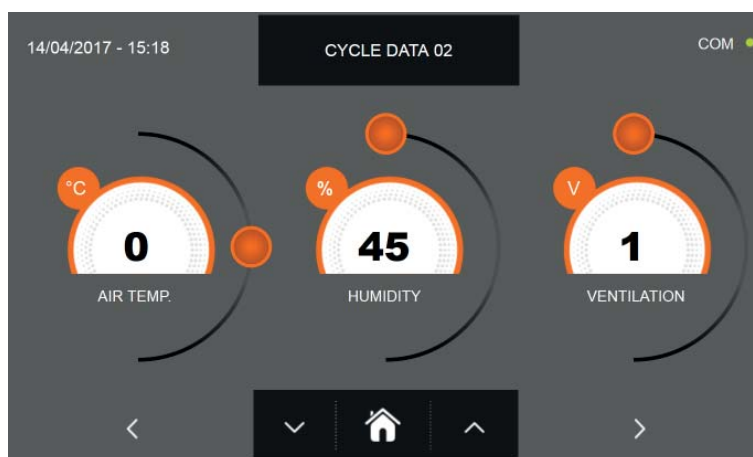 14/04/2017 - 15:18
CYCLE DATA 02
COM
°C
%
V
0
45
1
AIR TEMP.
HUMIDITY
VENTILATION